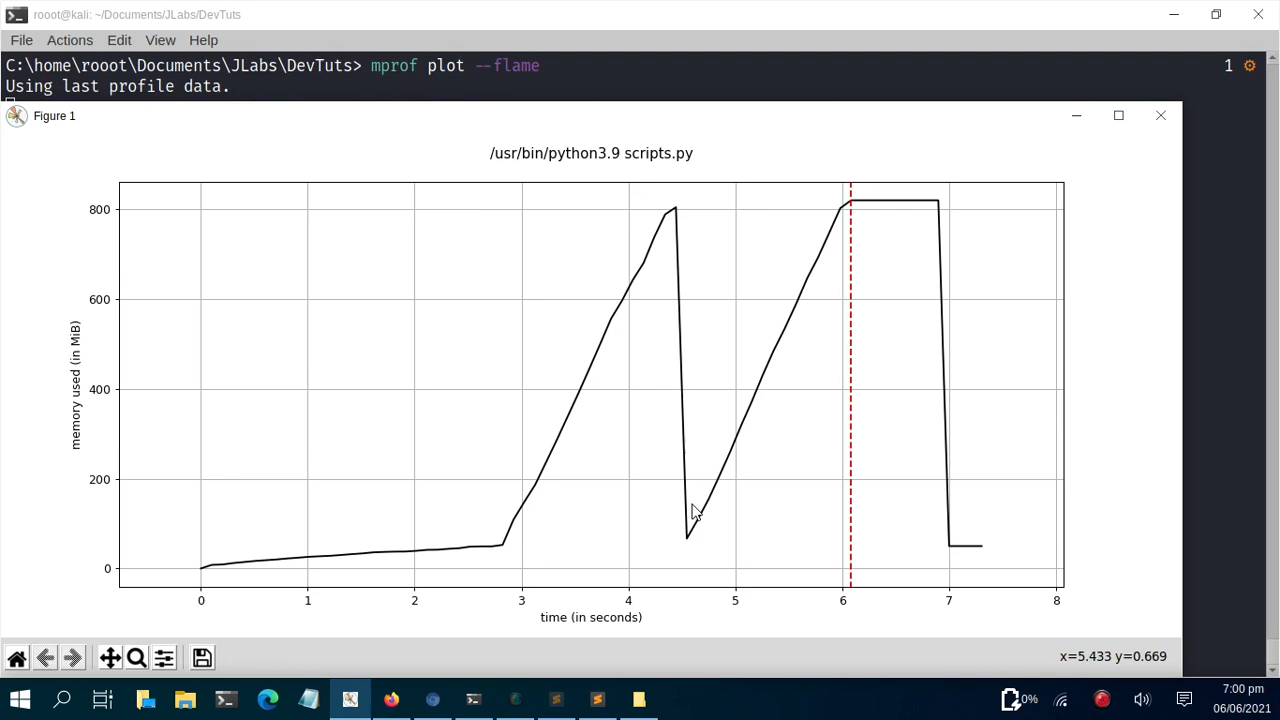 rooot@kali: ~/Documents/JLabs/DevTuts
File Actions Edit View Help
C:\home\rooot\Documents\JLabs\DevTuts> mprof plot --flame
1
Using last profile data.
Figure 1
/usr/bin/python3.9 scripts.py
800
600
400
200
0
memory used (in MiB)
0 1 2 3 4 5 6 7 8
time (in seconds)
x=5.433 y=0.669
0%
7:00 pm
06/06/2021